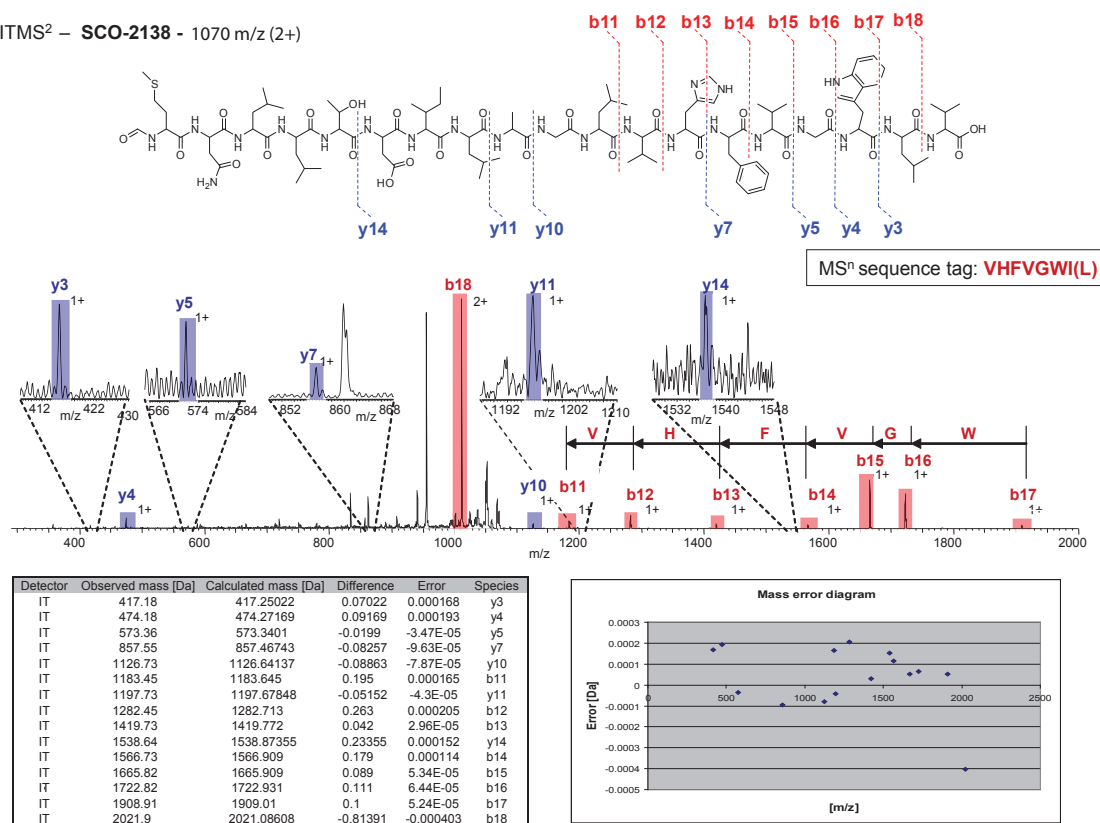 ITMS2 – SCO-2138 - 1070 m/z (2+)
b11 b12 b13 b14 b15 b16 b17 b18
y14 y11 y10 y7 y5 y4 y3
MSn sequence tag: VHFVGWI(L)
y3 1+
412 m/z 422 430
y5 1+
566 574 m/z 584
y7 1+
852 860 m/z 868
b18 2+
y11 1+
1192 m/z 1202 1210
y14 1+
1532 m/z 1540 1548
V H F V G W
y4 1+
y10 1+
b11 1+
b12 1+
b13 1+
b14 1+
b15 1+
b16 1+
b17 1+
400 600 800 1000 1200 1400 1600 1800 2000
m/z
Detector Observed mass [Da] Calculated mass [Da] Difference Error Species
IT 417.18 417.25022 0.07022 0.000168 y3
IT 474.18 474.27169 0.09169 0.000193 y4
IT 573.36 573.3401 -0.0199 -3.47E-05 y5
IT 857.55 857.46743 -0.08257 -9.63E-05 y7
IT 1126.73 1126.64137 -0.08863 -7.87E-05 y10
IT 1183.45 1183.645 0.195 0.000165 b11
IT 1197.73 1197.67848 -0.05152 -4.3E-05 y11
IT 1282.45 1282.713 0.263 0.000205 b12
IT 1419.73 1419.772 0.042 2.96E-05 b13
IT 1538.64 1538.87355 0.23355 0.000152 y14
IT 1566.73 1566.909 0.179 0.000114 b14
IT 1665.82 1665.909 0.089 5.34E-05 b15
IT 1722.82 1722.931 0.111 6.44E-05 b16
IT 1908.91 1909.01 0.1 5.24E-05 b17
IT 2021.9 2021.08608 -0.81391 -0.000403 b18
Mass error diagram
Error [Da]
0.0003
0.0002
0.0001
0
-0.0001
-0.0002
-0.0003
-0.0004
-0.0005
0 500 1000 1500 2000 2500
[m/z]